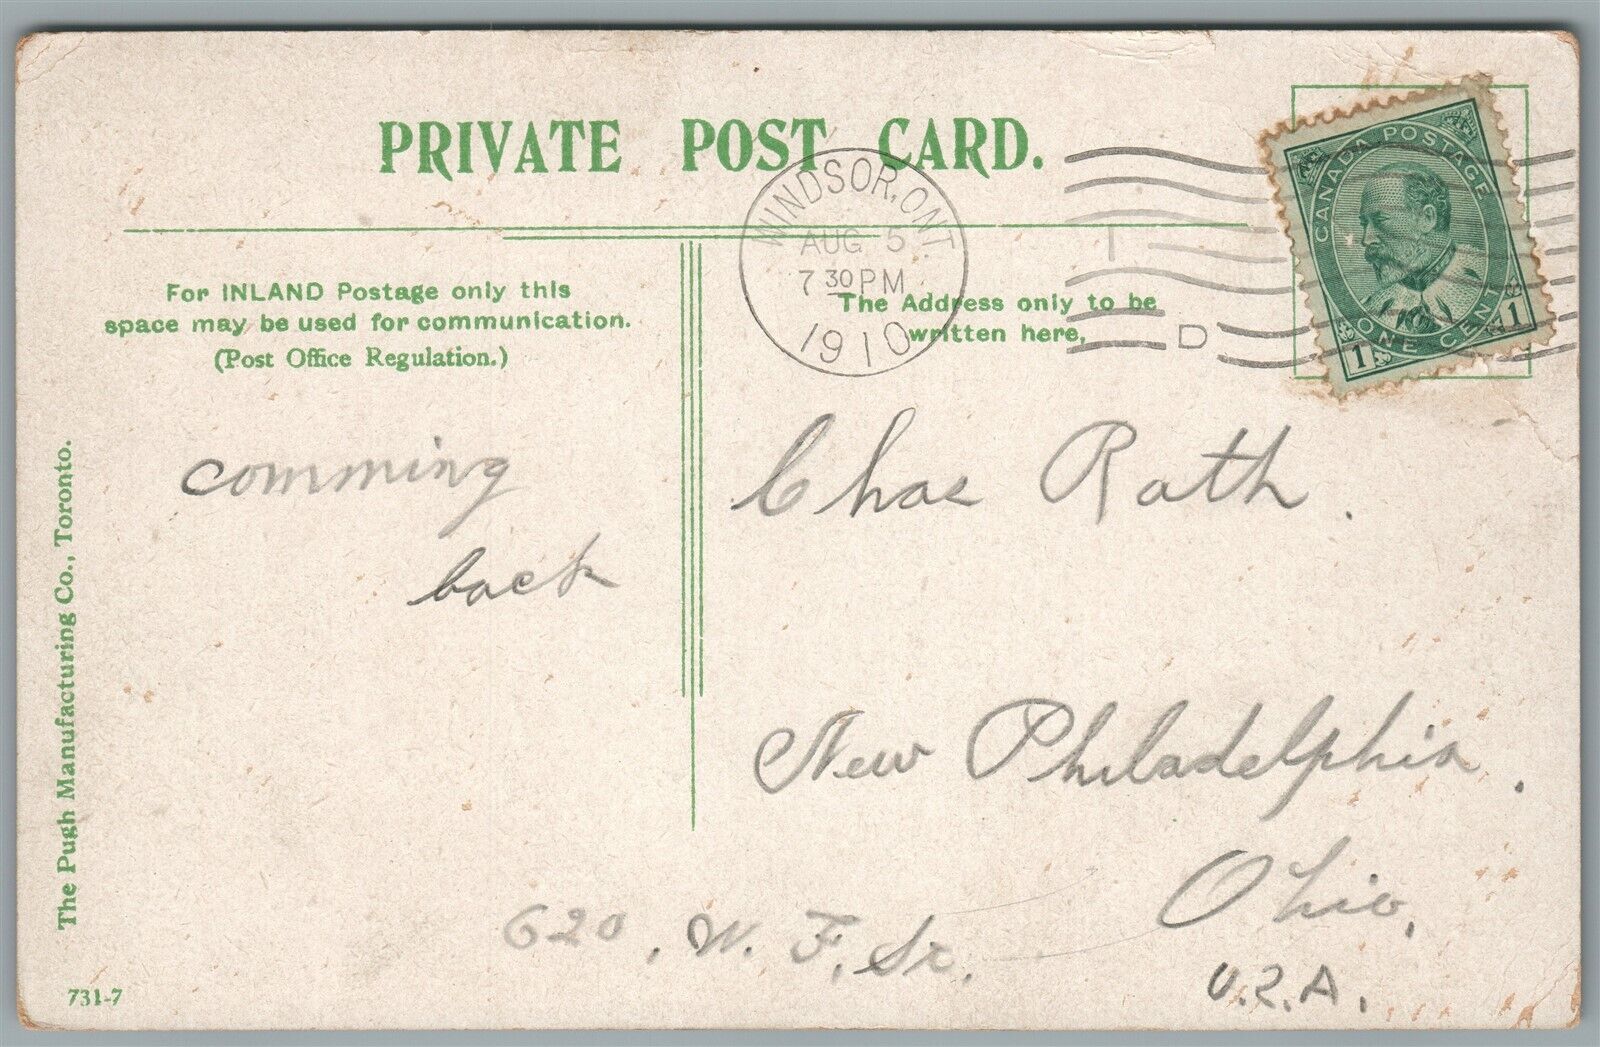 PRIVATE POST CARD.
WINDSOR, ONT.
AUG 5
7 30 PM
1910
D
CANADA POSTAGE
1 ONE CENT 1
For INLAND Postage only this
space may be used for communication.
(Post Office Regulation.)
The Address only to be
written here,
comming
back
Chas Rath.
New Philadelphia.
Ohio,
620, W. F. St.
U.S.A.
The Pugh Manufacturing Co., Toronto.
731-7